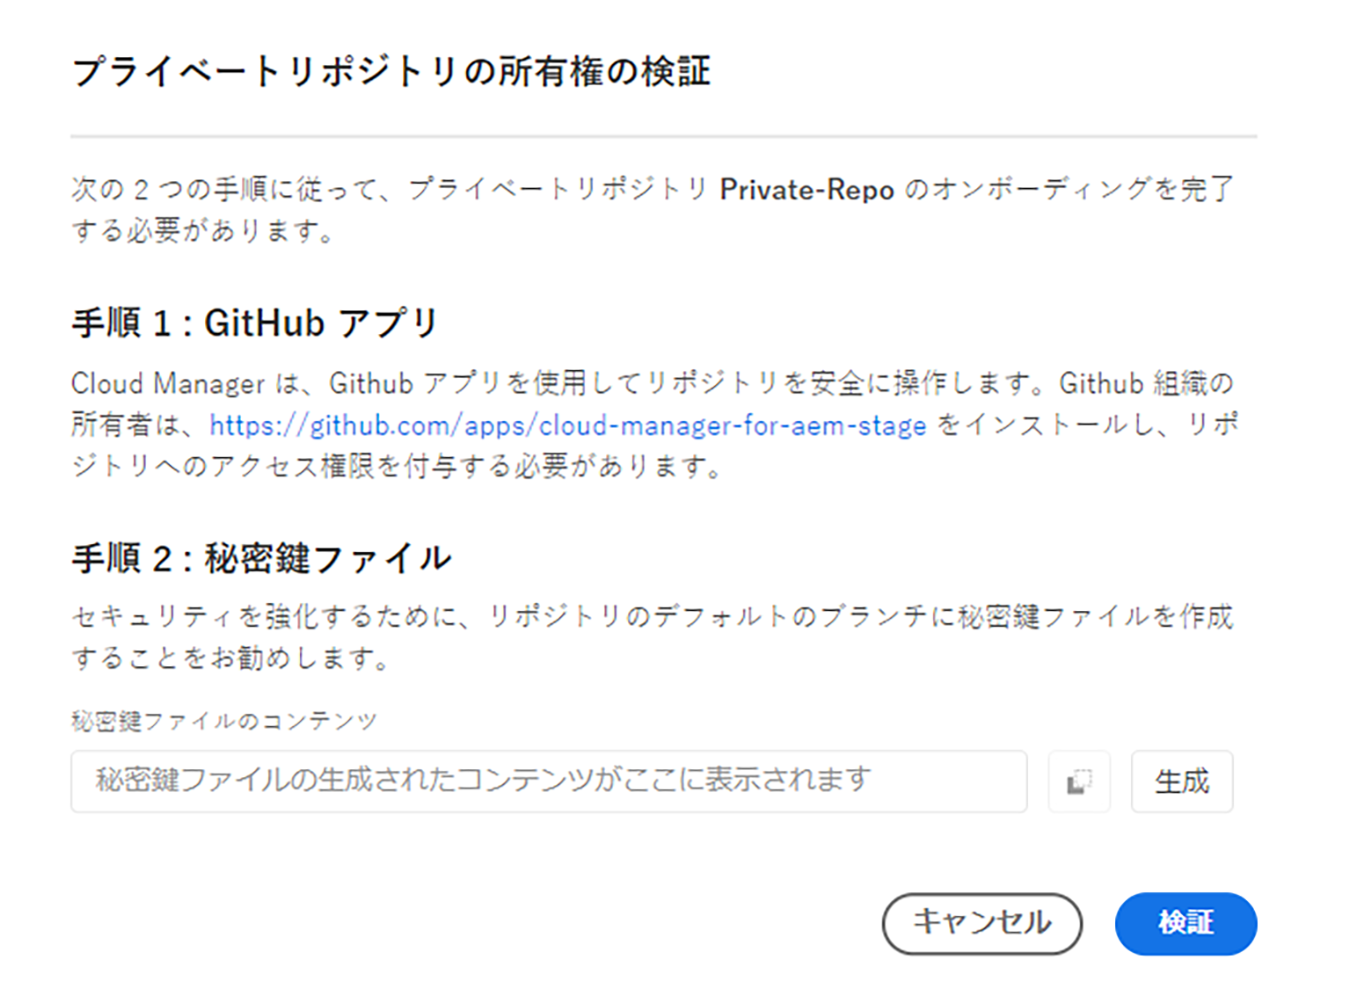 プライベートリポジトリの所有権の検証
次の 2 つの手順に従って、プライベートリポジトリ Private-Repo のオンボーディングを完了
する必要があります。
手順 1 : GitHub アプリ
Cloud Manager は、Github アプリを使用してリポジトリを安全に操作します。Github 組織の
所有者は、https://github.com/apps/cloud-manager-for-aem-stage をインストールし、リポ
ジトリへのアクセス権限を付与する必要があります。
手順 2 : 秘密鍵ファイル
セキュリティを強化するために、リポジトリのデフォルトのブランチに秘密鍵ファイルを作成
することをお勧めします。
秘密鍵ファイルのコンテンツ
秘密鍵ファイルの生成されたコンテンツがここに表示されます
生成
キャンセル
検証